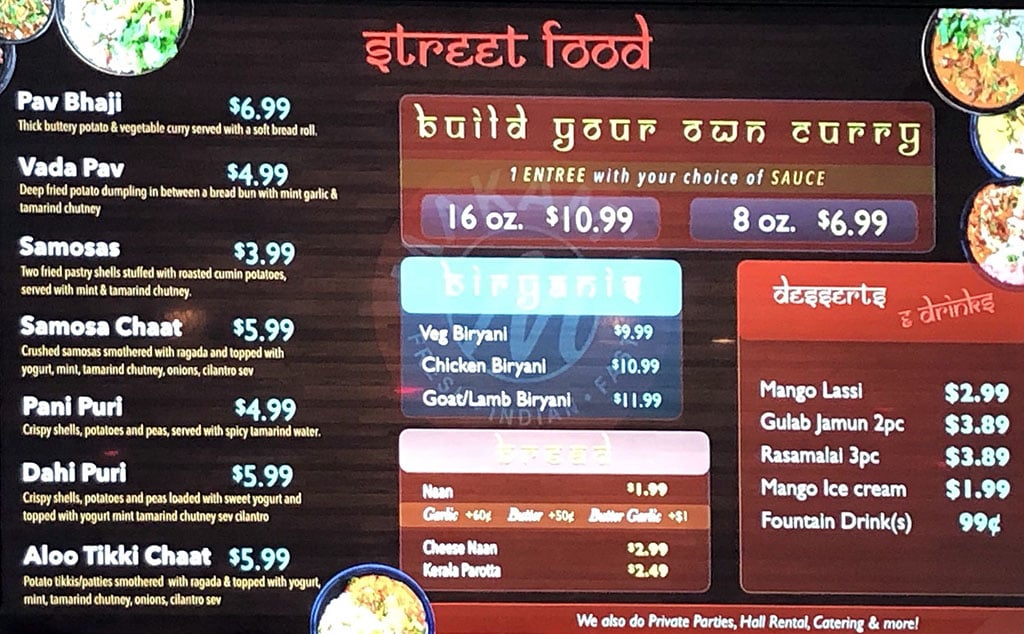 Street Food
Pav Bhaji $6.99
Thick buttery potato & vegetable curry served with a soft bread roll.
Vada Pav $4.99
Deep fried potato dumpling in between a bread bun with mint garlic &
tamarind chutney
Samosas $3.99
Two fried pastry shells stuffed with roasted cumin potatoes,
served with mint & tamarind chutney.
Samosa Chaat $5.99
Crushed samosas smothered with ragada and topped with
yogurt, mint, tamarind chutney, onions, cilantro sev
Pani Puri $4.99
Crispy shells, potatoes and peas, served with spicy tamarind water.
Dahi Puri $5.99
Crispy shells, potatoes and peas loaded with sweet yogurt and
topped with yogurt mint tamarind chutney sev cilantro
Aloo Tikki Chaat $5.99
Potato tikkis/patties smothered with ragada & topped with yogurt,
mint, tamarind chutney, onions, cilantro sev
Build your own curry
1 ENTREE with your choice of SAUCE
16 oz. $10.99 8 oz. $6.99
Biryanis
Veg Biryani $9.99
Chicken Biryani $10.99
Goat/Lamb Biryani $11.99
FRESH INDIAN FAST
Bread
Naan $1.99
Garlic +60¢ Butter +50¢ Butter Garlic +$1
Cheese Naan $2.99
Kerala Parotta $2.49
Desserts
& Drinks
Mango Lassi $2.99
Gulab Jamun 2pc $3.89
Rasamalai 3pc $3.89
Mango Ice cream $1.99
Fountain Drink(s) 99¢
We also do Private Parties, Hall Rental, Catering & more!